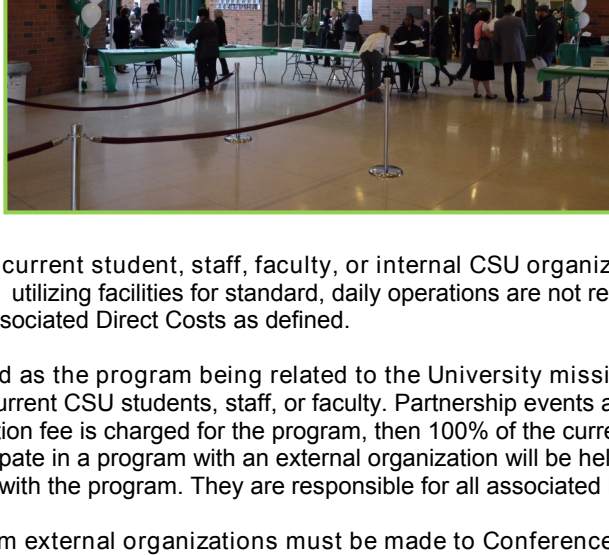 current student, staff, faculty, or internal CSU organiz
utilizing facilities for standard, daily operations are not re
sociated Direct Costs as defined.
d as the program being related to the University missi
urrent CSU students, staff, or faculty. Partnership events a
tion fee is charged for the program, then 100% of the curre
pate in a program with an external organization will be hel
with the program. They are responsible for all associated
m external organizations must be made to Conference